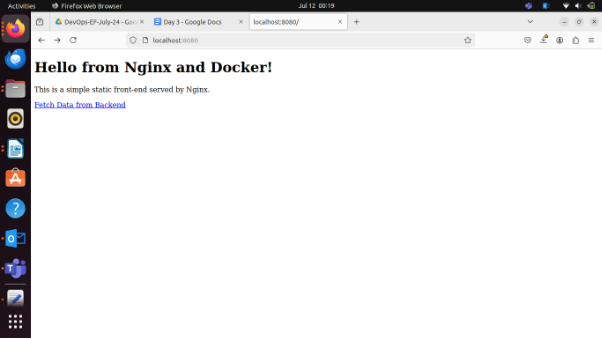 Activities Firefox Web Browser Jul 12 00:19
DevOps-EF-July-24 - Goo Day 3 - Google Docs localhost:8080/
localhost:8080
Hello from Nginx and Docker!
This is a simple static front-end served by Nginx.
Fetch Data from Backend